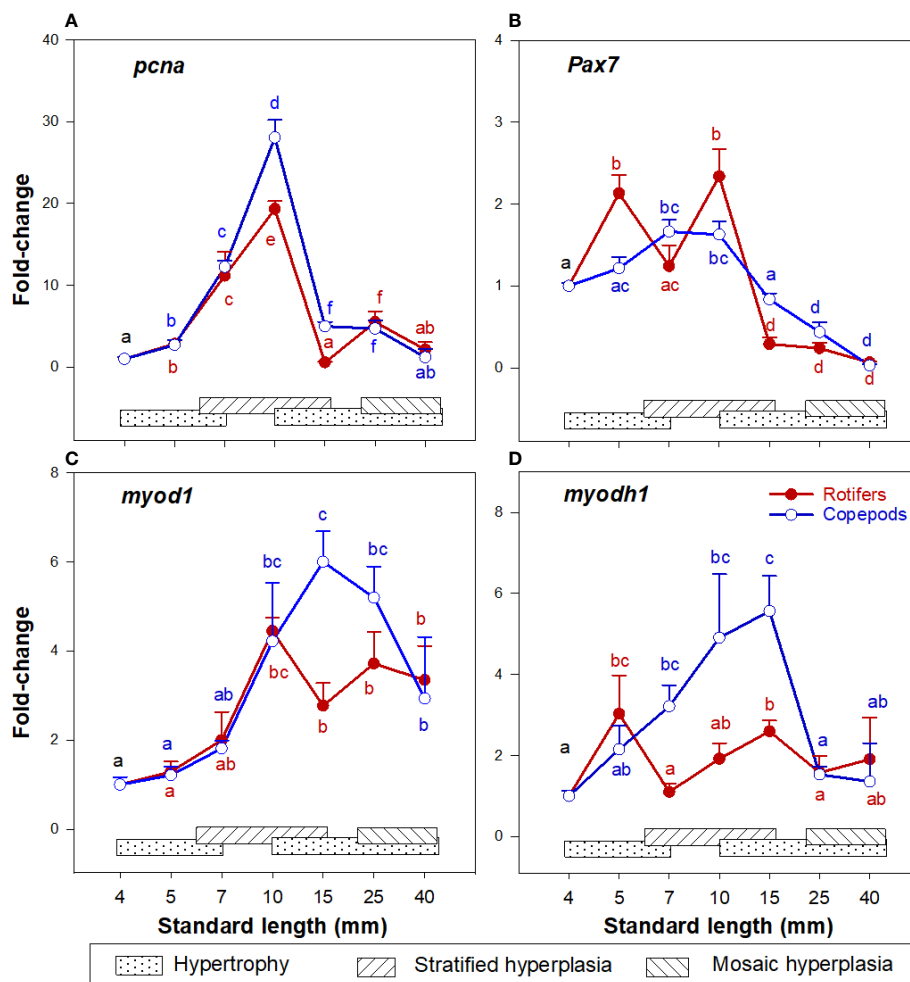 A
pcna
Fold-change
40
30
20
10
0
a
b
b
c
c
d
e
f
a
f
f
ab
ab
B
Pax7
4
3
2
1
0
a
b
ac
bc
ac
b
bc
a
d
d
d
d
d
C
myod1
Fold-change
8
6
4
2
0
a
a
a
ab
ab
bc
bc
c
b
bc
b
b
b
4 5 7 10 15 25 40
Standard length (mm)
D
myodh1
Rotifers
Copepods
8
6
4
2
0
a
bc
ab
bc
a
bc
ab
c
b
a
a
ab
ab
4 5 7 10 15 25 40
Standard length (mm)
Hypertrophy Stratified hyperplasia Mosaic hyperplasia